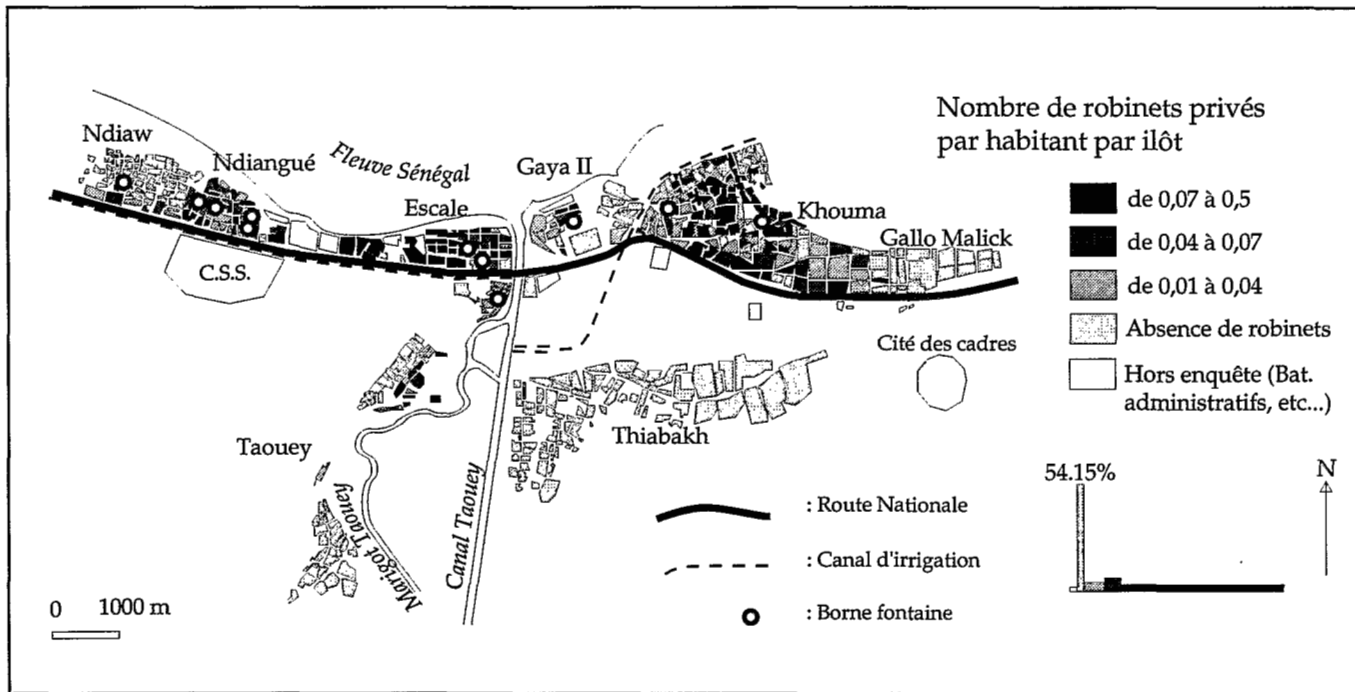 Nombre de robinets privés
par habitant par ilôt
de 0,07 à 0,5
de 0,04 à 0,07
de 0,01 à 0,04
Absence de robinets
Hors enquête (Bat.
administratifs, etc...)
Ndiaw
Ndiangué
Fleuve Sénégal
Gaya II
Escale
Khouma
Gallo Malick
C.S.S.
Cité des cadres
Taouey
Thiabakh
Marigot Taouey
Canal Taouey
54.15%
N
: Route Nationale
: Canal d'irrigation
: Borne fontaine
0 1000 m